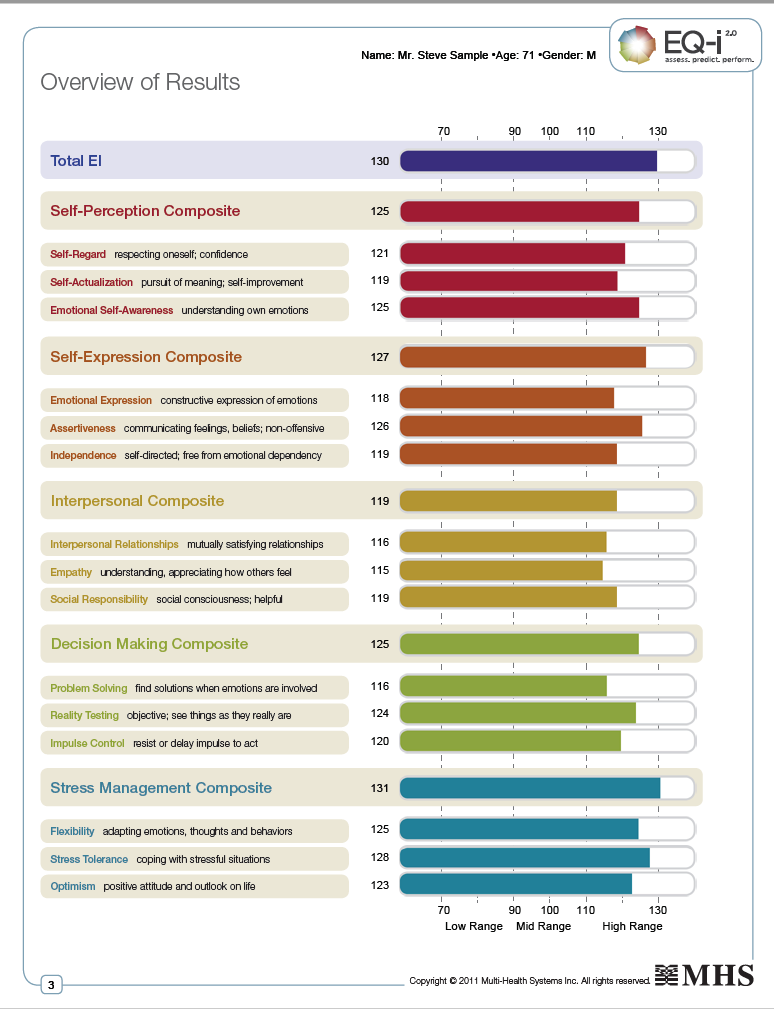 EQ-i 2.0
assess. predict. perform.
Name: Mr. Steve Sample •Age: 71 •Gender: M
Overview of Results
70 90 100 110 130
Total EI 130
Self-Perception Composite 125
Self-Regard respecting oneself; confidence 121
Self-Actualization pursuit of meaning; self-improvement 119
Emotional Self-Awareness understanding own emotions 125
Self-Expression Composite 127
Emotional Expression constructive expression of emotions 118
Assertiveness communicating feelings, beliefs; non-offensive 126
Independence self-directed; free from emotional dependency 119
Interpersonal Composite 119
Interpersonal Relationships mutually satisfying relationships 116
Empathy understanding, appreciating how others feel 115
Social Responsibility social consciousness; helpful 119
Decision Making Composite 125
Problem Solving find solutions when emotions are involved 116
Reality Testing objective; see things as they really are 124
Impulse Control resist or delay impulse to act 120
Stress Management Composite 131
Flexibility adapting emotions, thoughts and behaviors 125
Stress Tolerance coping with stressful situations 128
Optimism positive attitude and outlook on life 123
70 90 100 110 130
Low Range Mid Range High Range
Copyright © 2011 Multi-Health Systems Inc. All rights reserved. MHS
3